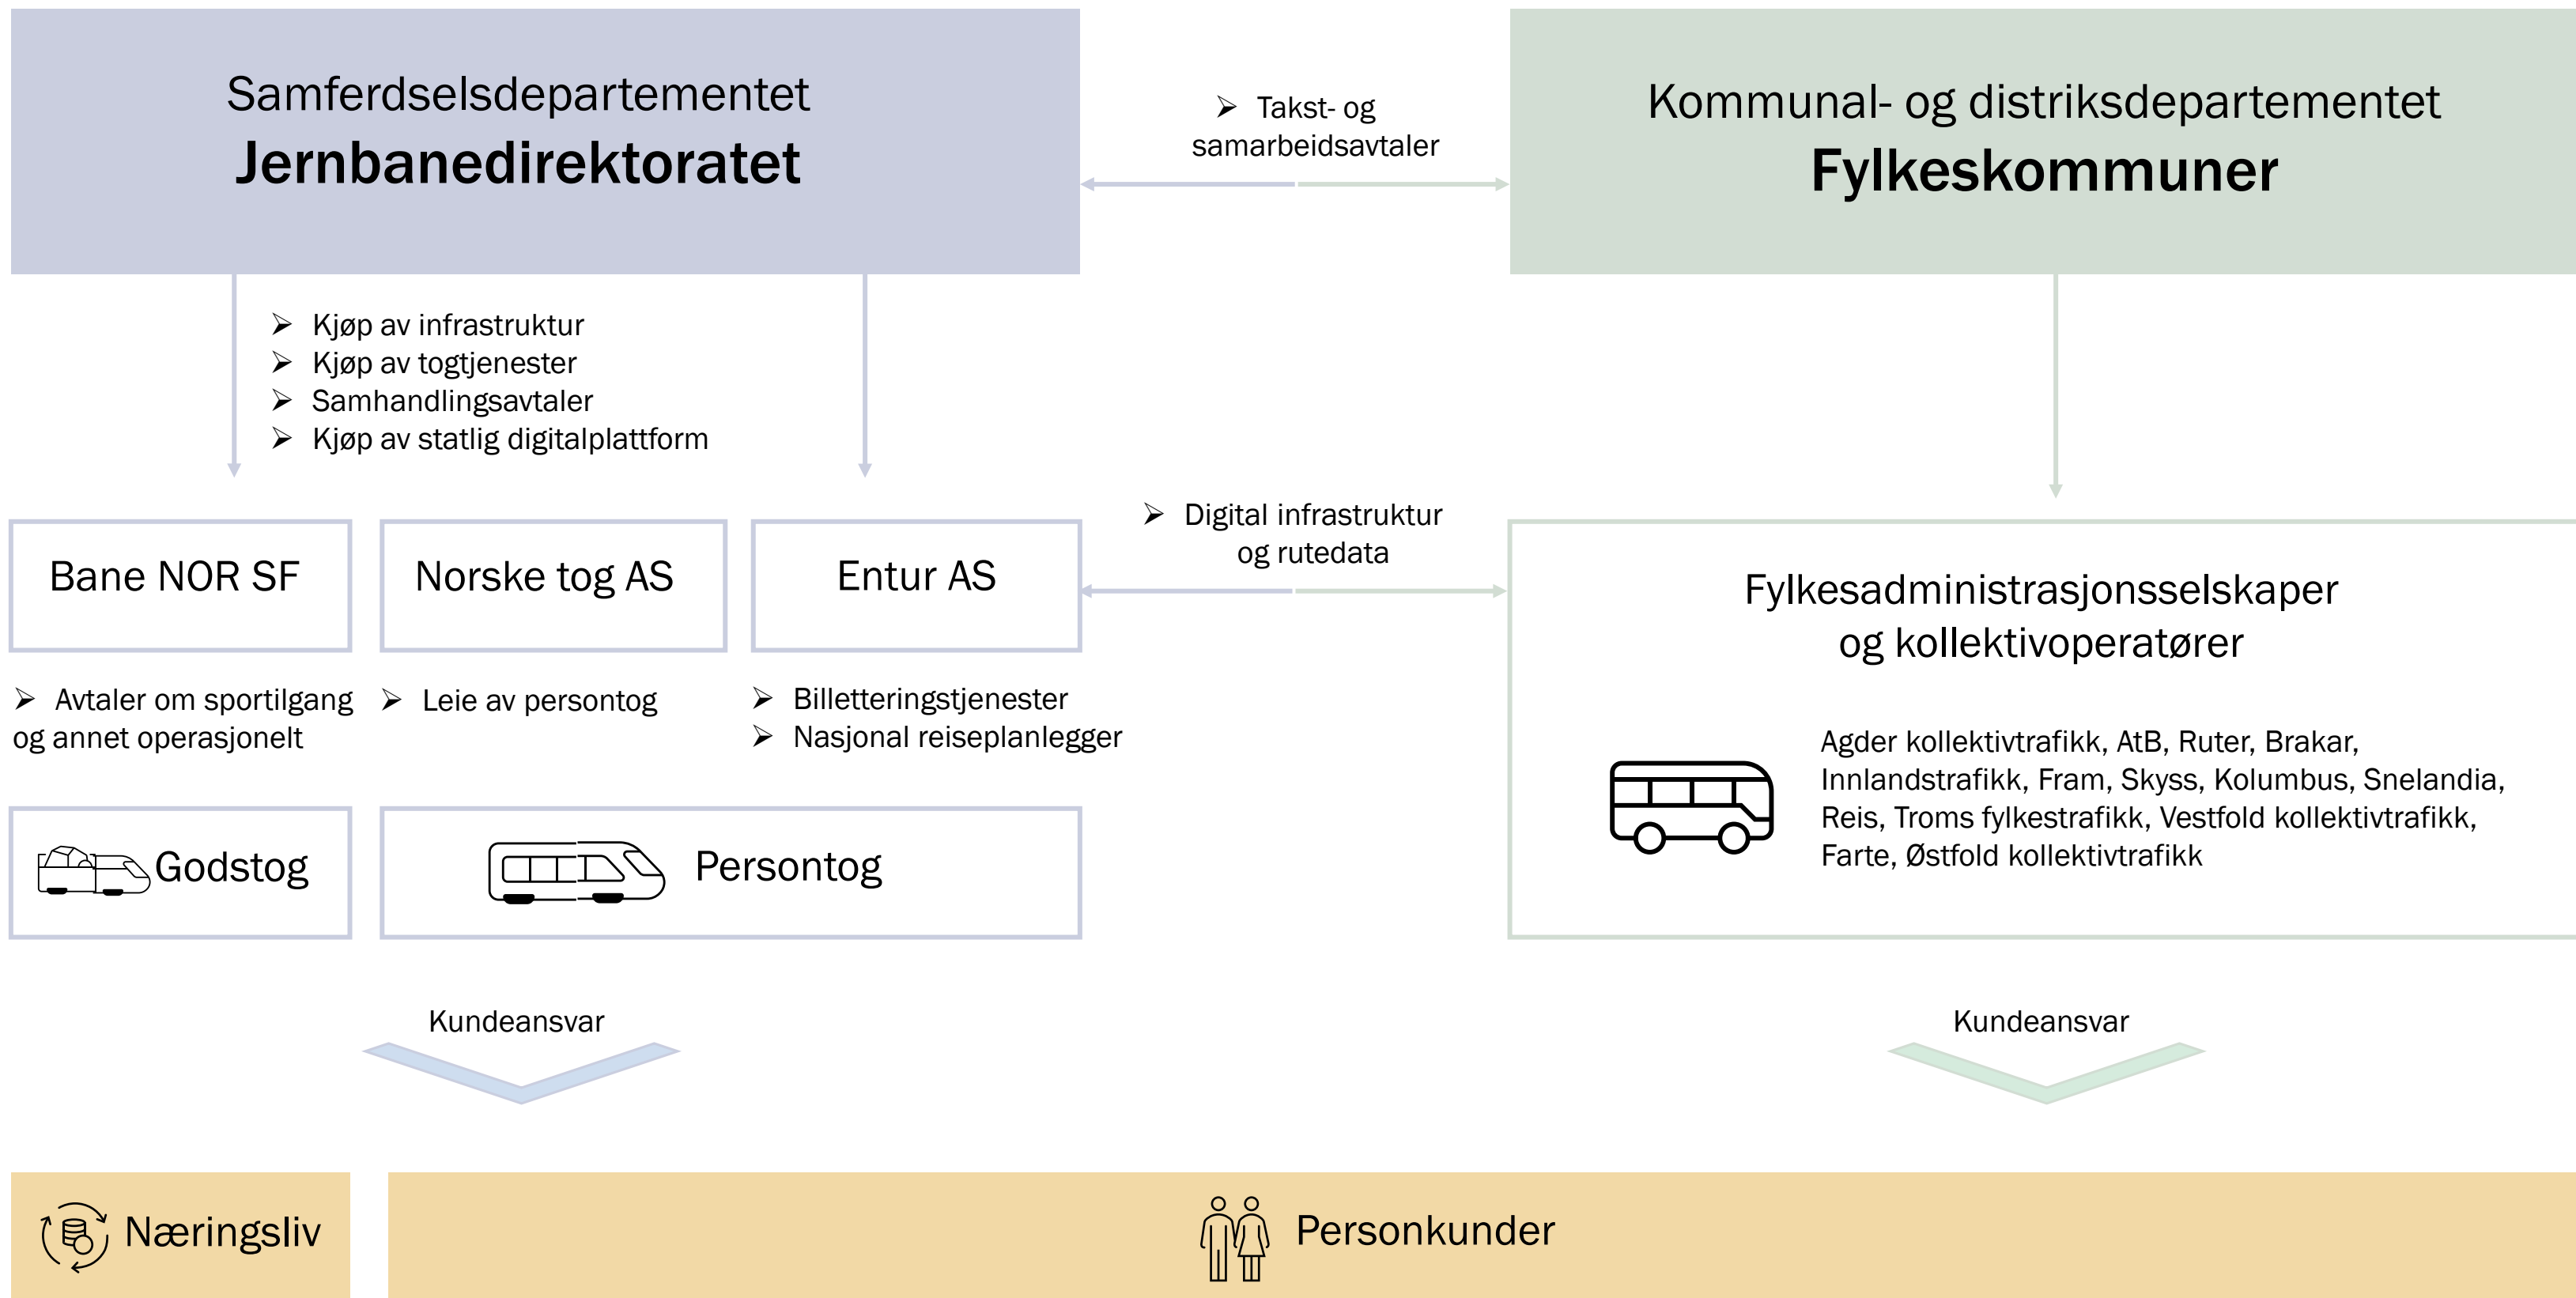 Samferdselsdepartementet
Jernbanedirektoratet
➢ Takst- og
samarbeidsavtaler
Kommunal- og distriksdepartementet
Fylkeskommuner
➢ Kjøp av infrastruktur
➢ Kjøp av togtjenester
➢ Samhandlingsavtaler
➢ Kjøp av statlig digitalplattform
Bane NOR SF
Norske tog AS
Entur AS
➢ Digital infrastruktur
og rutedata
Fylkesadministrasjonsselskaper
og kollektivoperatører
➢ Avtaler om sportilgang
og annet operasjonelt
➢ Leie av persontog
➢ Billetteringstjenester
➢ Nasjonal reiseplanlegger
Agder kollektivtrafikk, AtB, Ruter, Brakar,
Innlandstrafikk, Fram, Skyss, Kolumbus, Snelandia,
Reis, Troms fylkestrafikk, Vestfold kollektivtrafikk,
Farte, Østfold kollektivtrafikk
Godstog
Persontog
Kundeansvar
Kundeansvar
Næringsliv
Personkunder